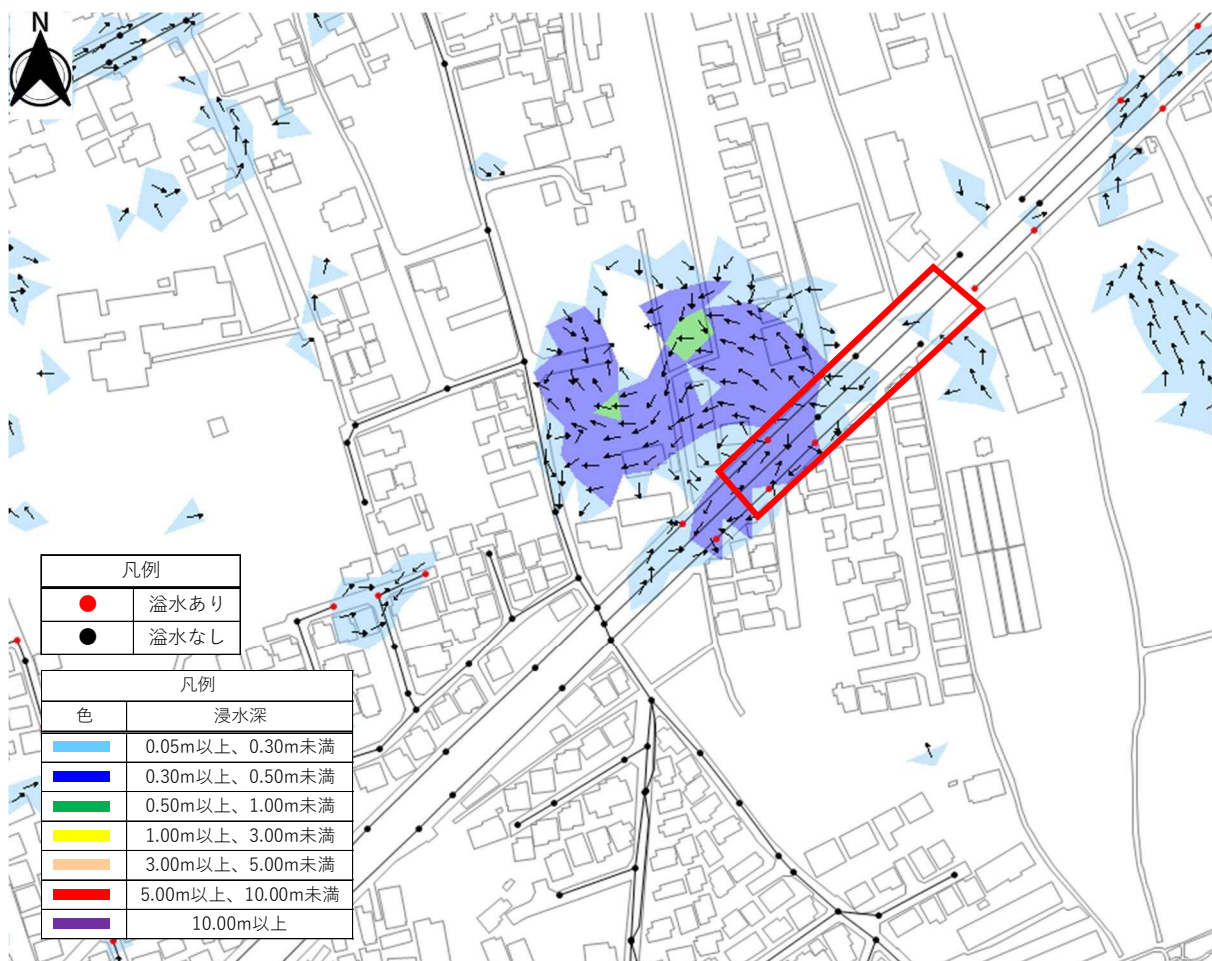 N
凡例
溢水あり
溢水なし
凡例
色 浸水深
0.05m以上、0.30m未満
0.30m以上、0.50m未満
0.50m以上、1.00m未満
1.00m以上、3.00m未満
3.00m以上、5.00m未満
5.00m以上、10.00m未満
10.00m以上